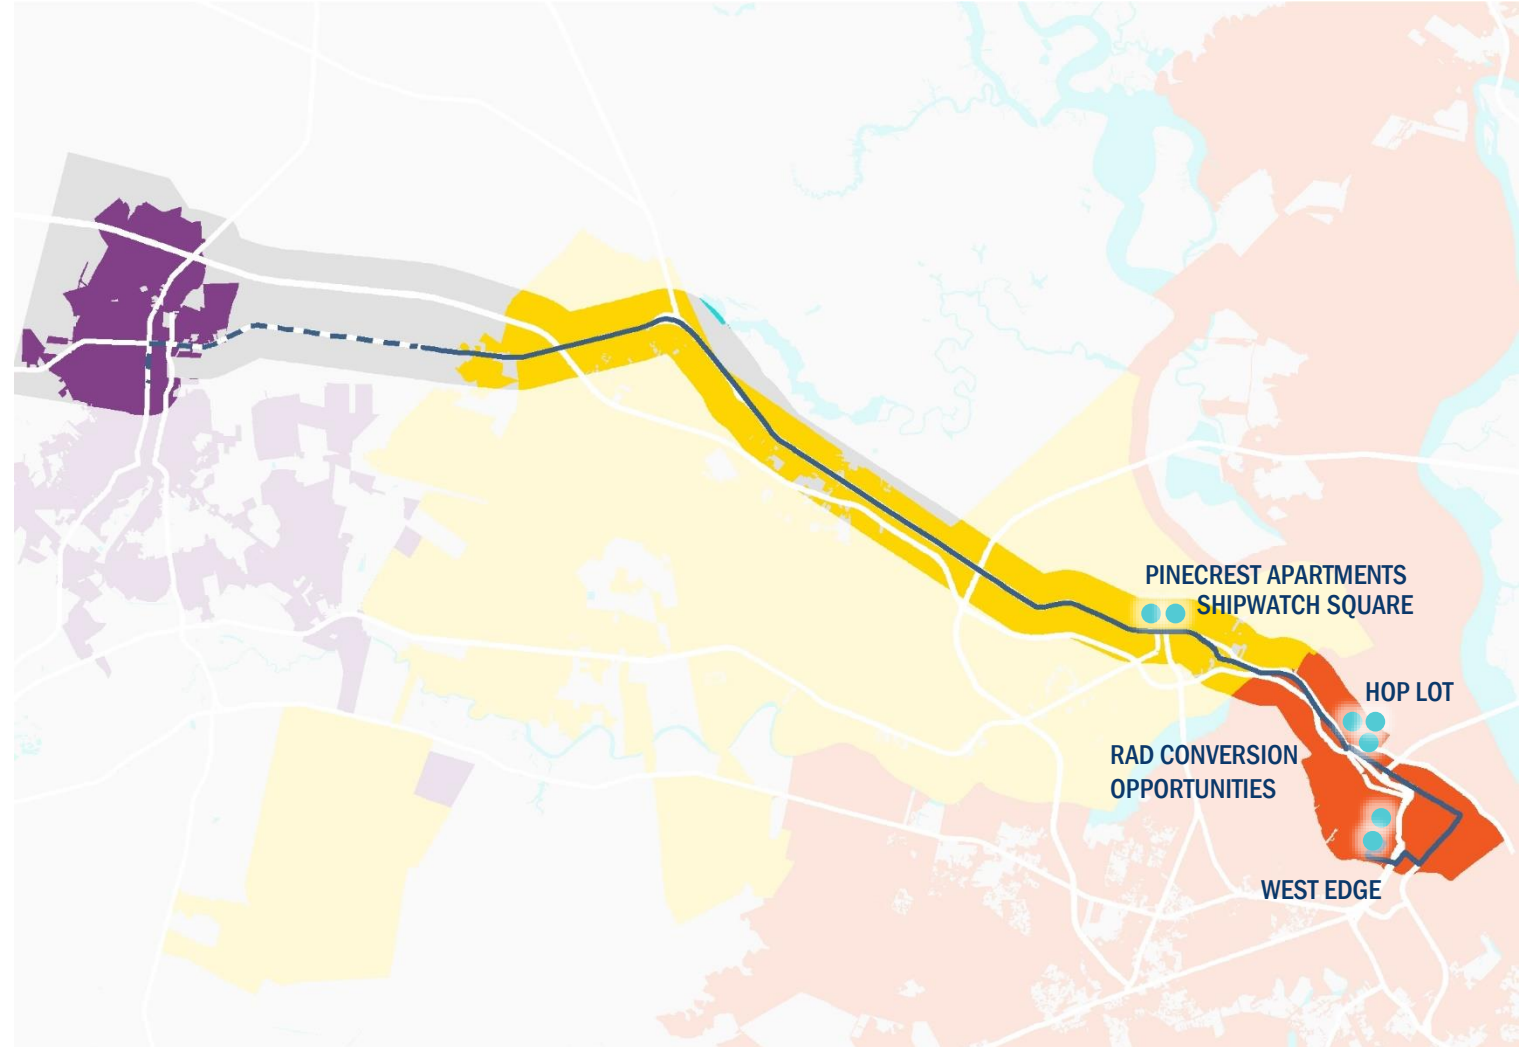 PINECREST APARTMENTS
SHIPWATCH SQUARE
HOP LOT
RAD CONVERSION
OPPORTUNITIES
WEST EDGE